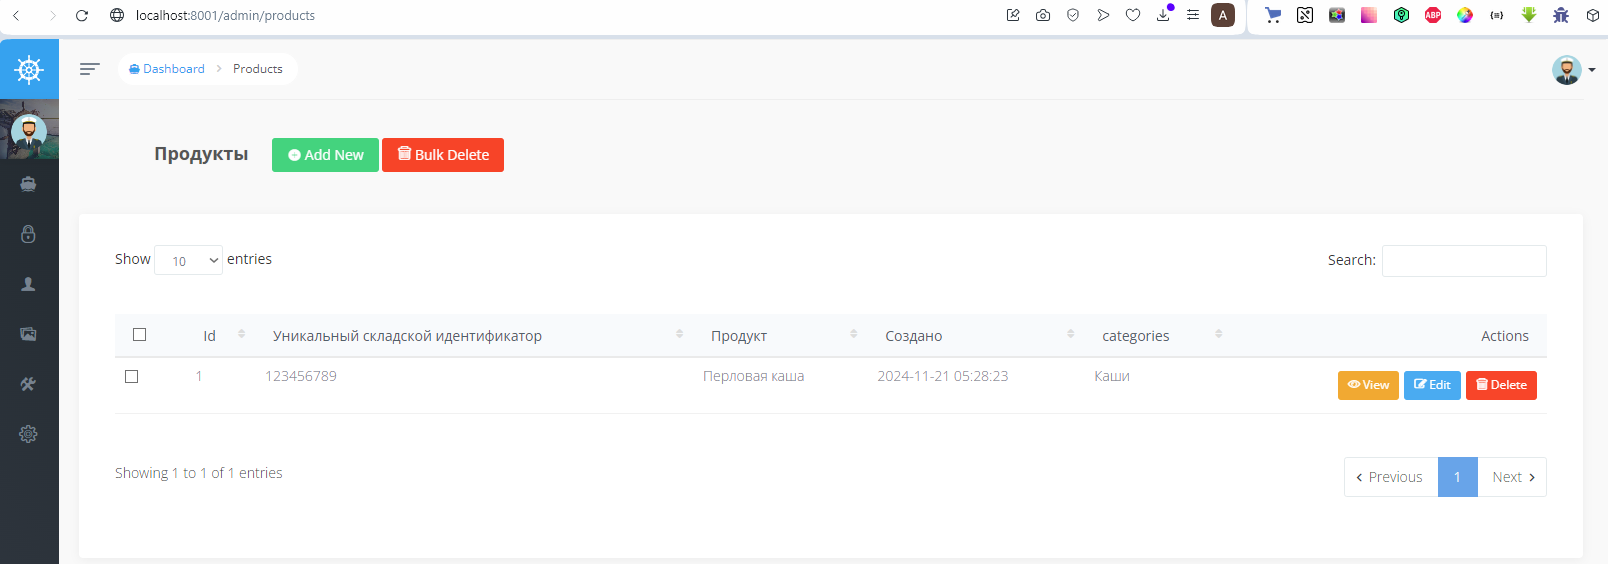 localhost:8001/admin/products
A
ABP
Dashboard > Products
Продукты
Add New
Bulk Delete
Show 10 entries
Search:
Id Уникальный складской идентификатор Продукт Создано categories Actions
1 123456789 Перловая каша 2024-11-21 05:28:23 Каши View Edit Delete
Showing 1 to 1 of 1 entries
Previous 1 Next